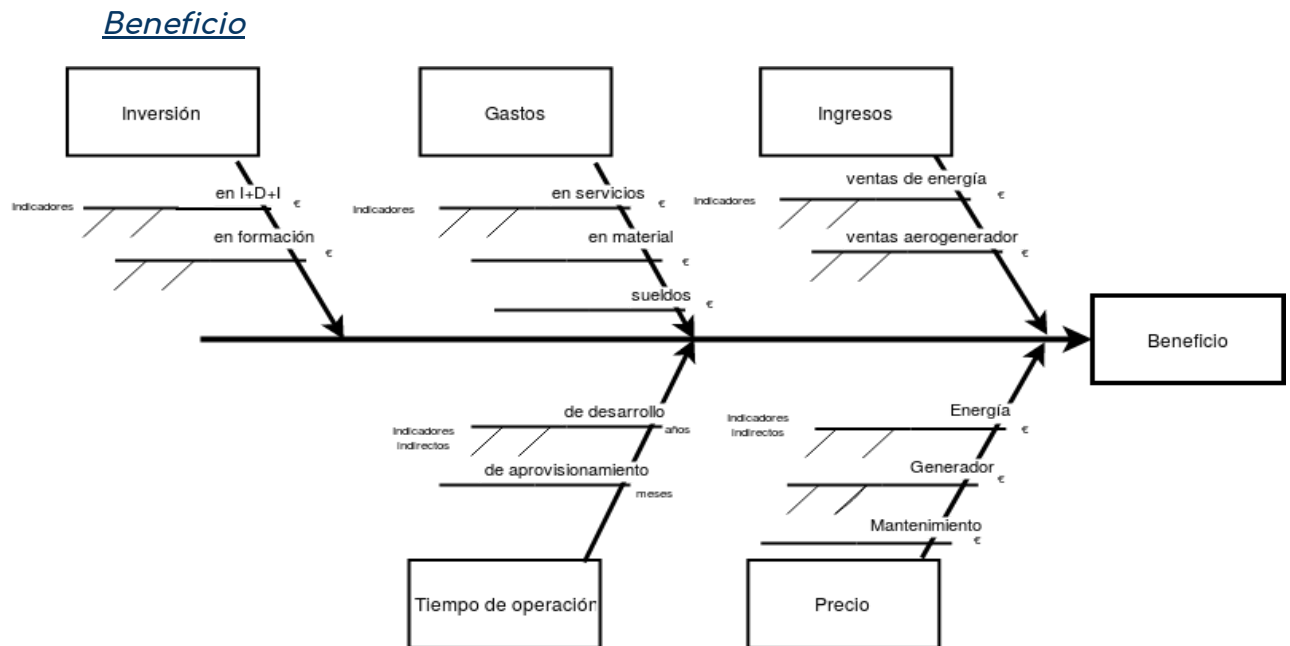 Beneficio
Inversión
Gastos
Ingresos
en I+D+I
Indicadores
€
en formación
€
en servicios
Indicadores
€
en material
€
sueldos
€
ventas de energía
Indicadores
€
ventas aerogenerador
€
Beneficio
de desarrollo
Indicadores
Indirectos
años
de aprovisionamiento
meses
Tiempo de operación
Energía
Indicadores
Indirectos
€
Generador
€
Mantenimiento
€
Precio